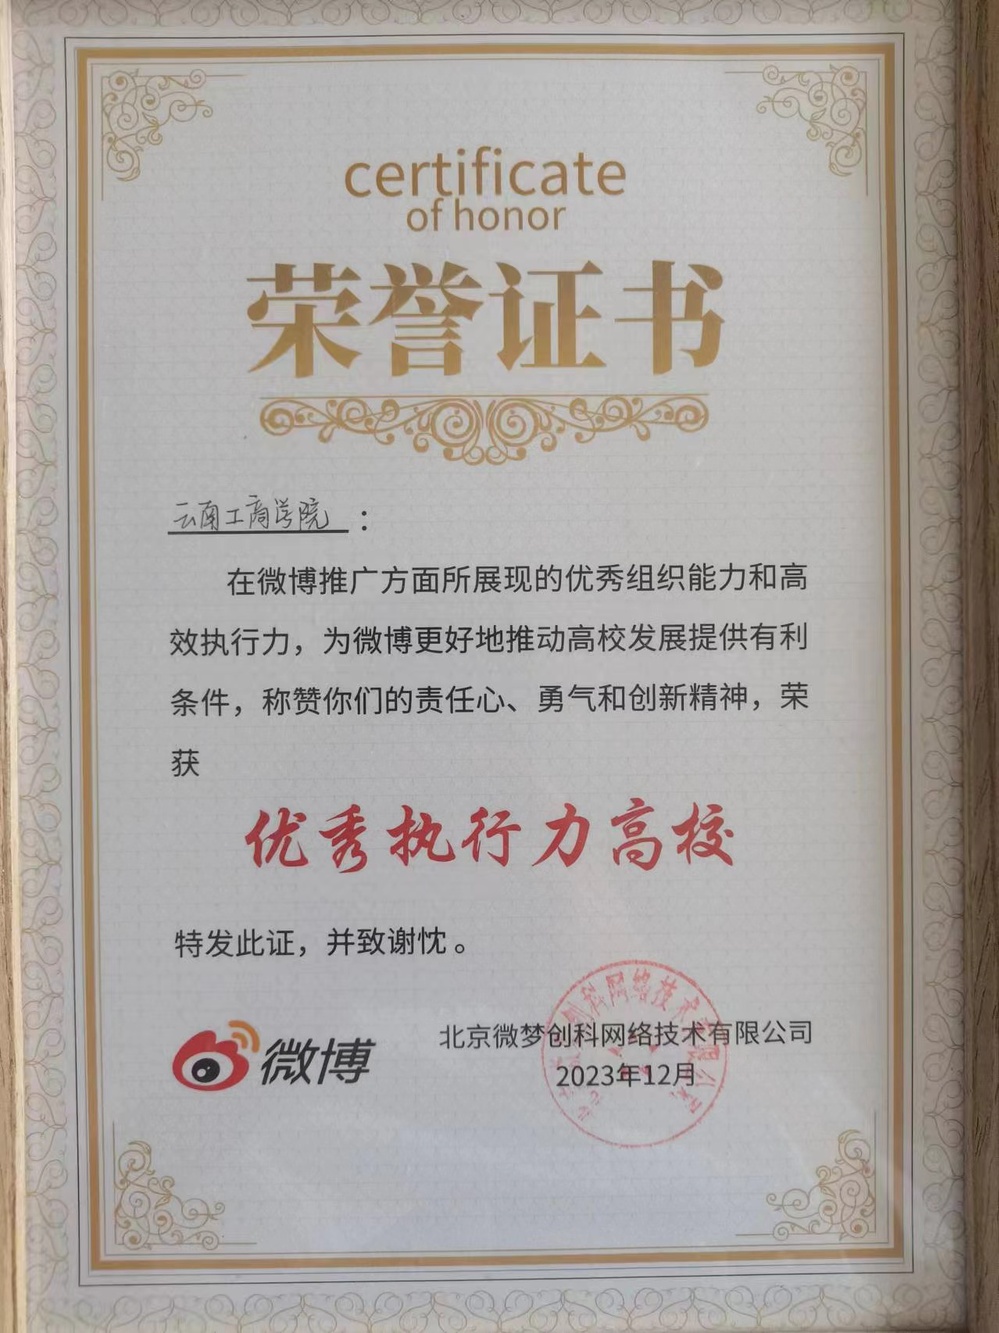 certificate
of honor
荣誉证书
云南工商学院：
在微博推广方面所展现的优秀组织能力和高
效执行力，为微博更好地推动高校发展提供有利
条件，称赞你们的责任心、勇气和创新精神，荣
获
优秀执行力高校
特发此证，并致谢忱。
微博
北京微梦创科网络技术有限公司
2023年12月